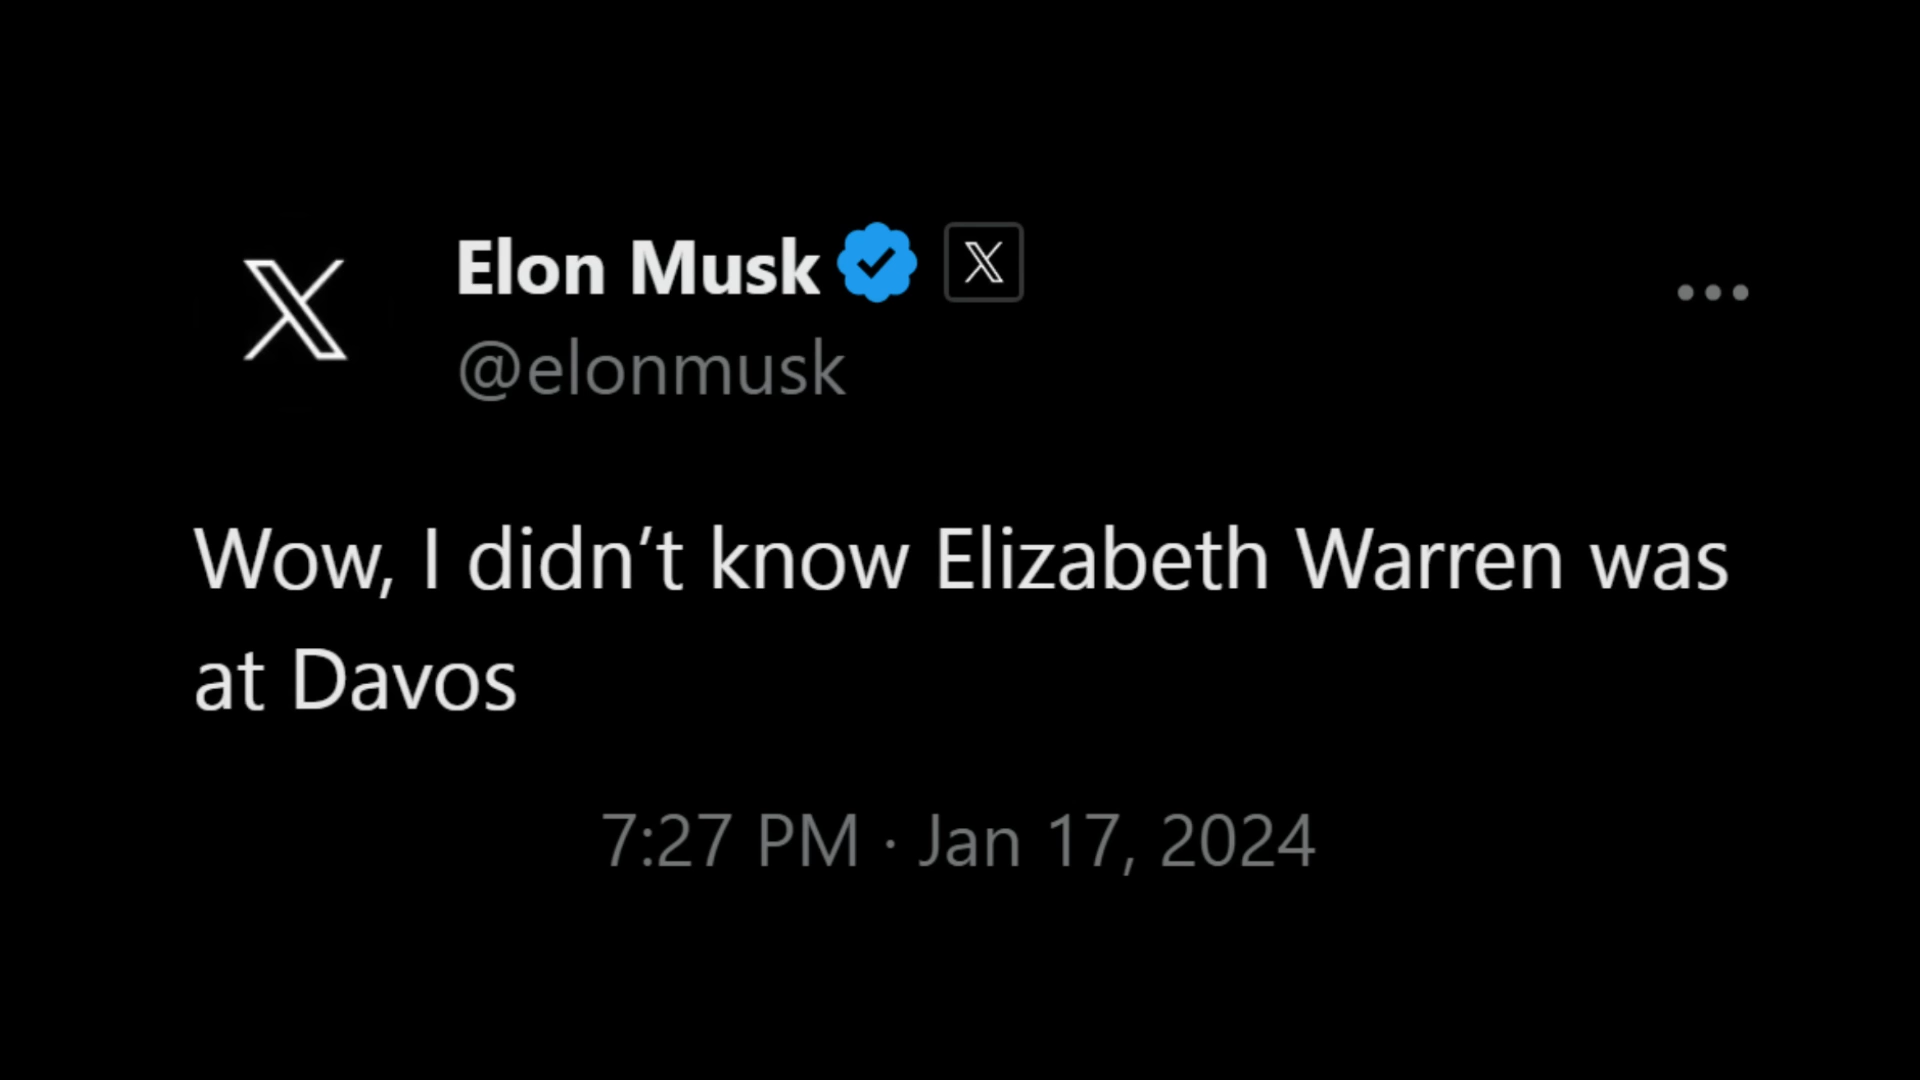 Elon Musk
@elonmusk
Wow, I didn’t know Elizabeth Warren was
at Davos
7:27 PM · Jan 17, 2024